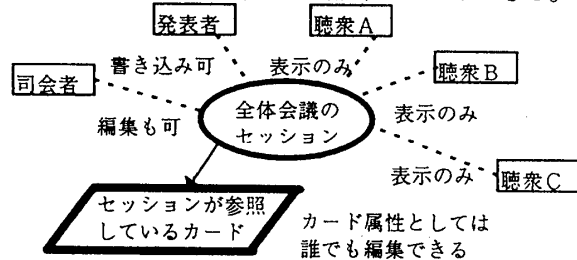 発表者 聴衆A
書き込み可 表示のみ 聴衆B
司会者
全体会議の
セッション
表示のみ
編集も可
表示のみ 聴衆C
セッションが参照
しているカード
カード属性としては
誰でも編集できる